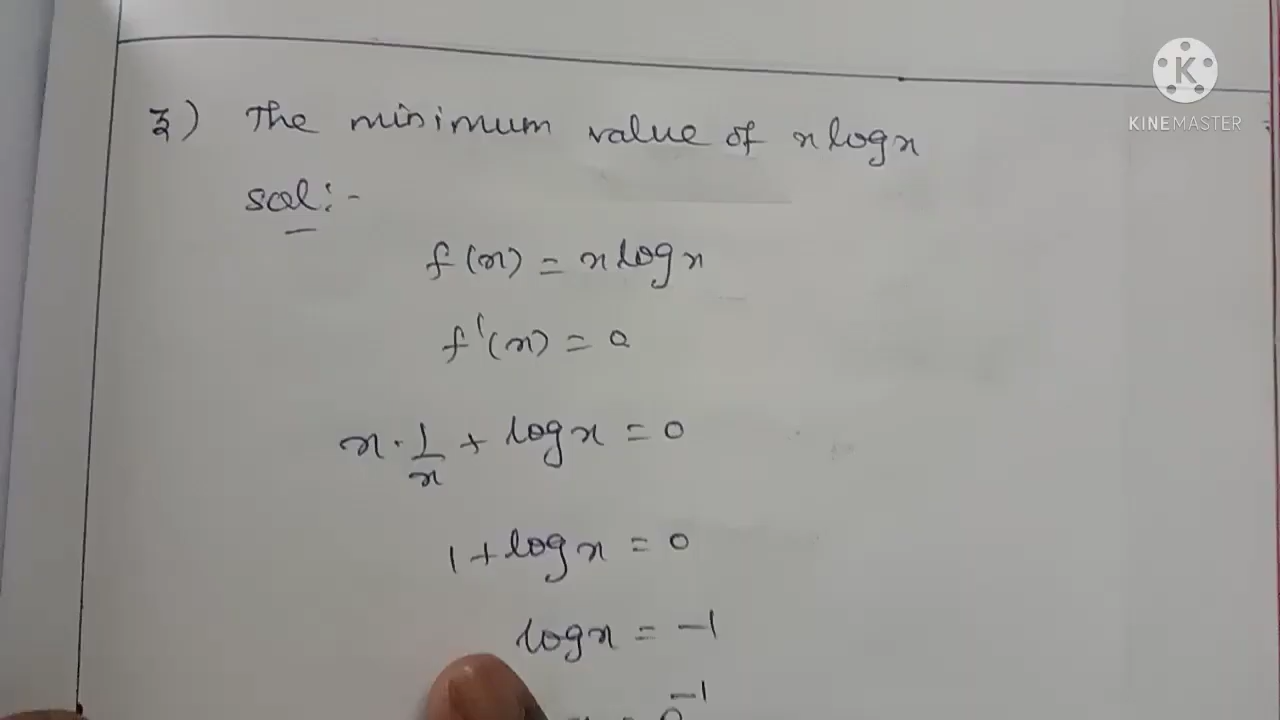 3) The minimum value of x log x
KINEMASTER
sol:-
f(x) = x log x
f'(x) = 0
x · 1/x + log x = 0
1 + log x = 0
log x = -1